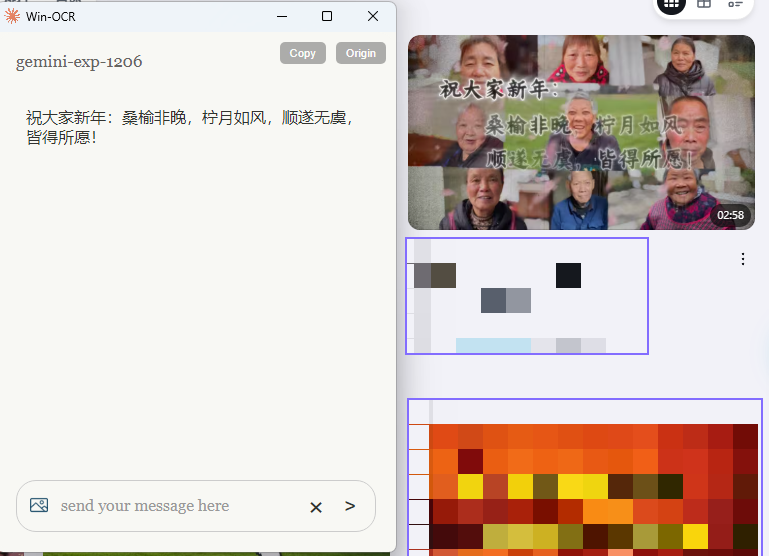 Win-OCR
gemini-exp-1206
Copy
Origin
祝大家新年：桑榆非晚，柠月如风，顺遂无虞，
皆得所愿！
send your message here
祝大家新年：
桑榆非晚，柠月如风
顺遂无虞，皆得所愿！
02:58